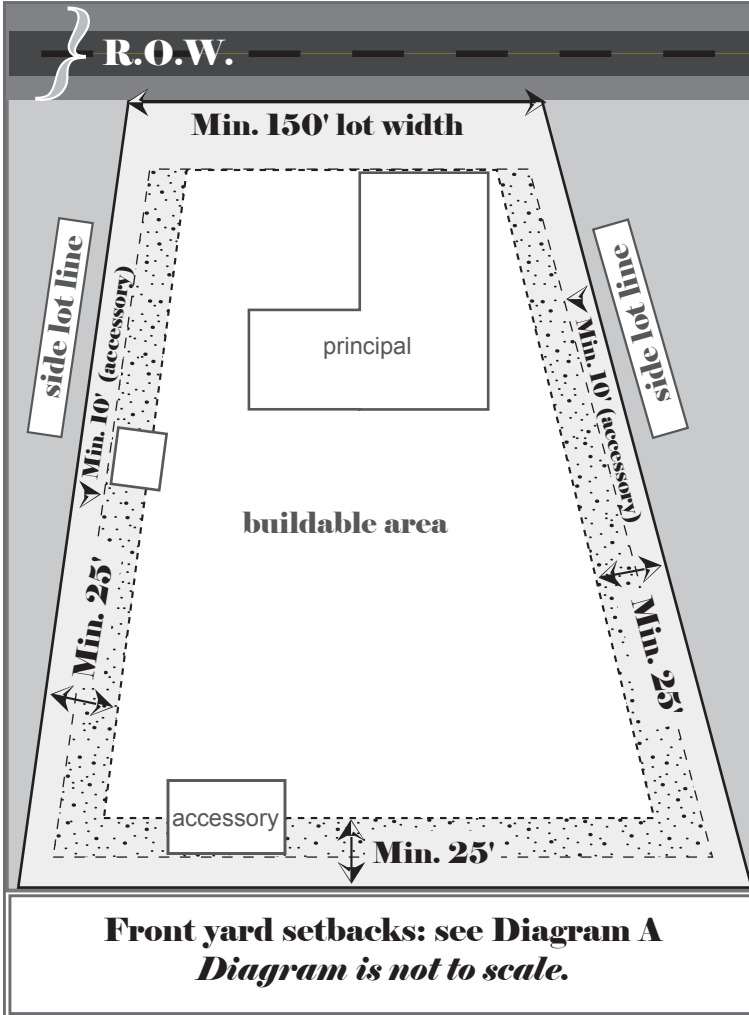 R.O.W.
Min. 150' lot width
side lot line
Min. 10' (accessory)
side lot line
Min. 10' (accessory)
principal
buildable area
Min. 25'
Min. 25'
accessory
Min. 25'
Front yard setbacks: see Diagram A
Diagram is not to scale.